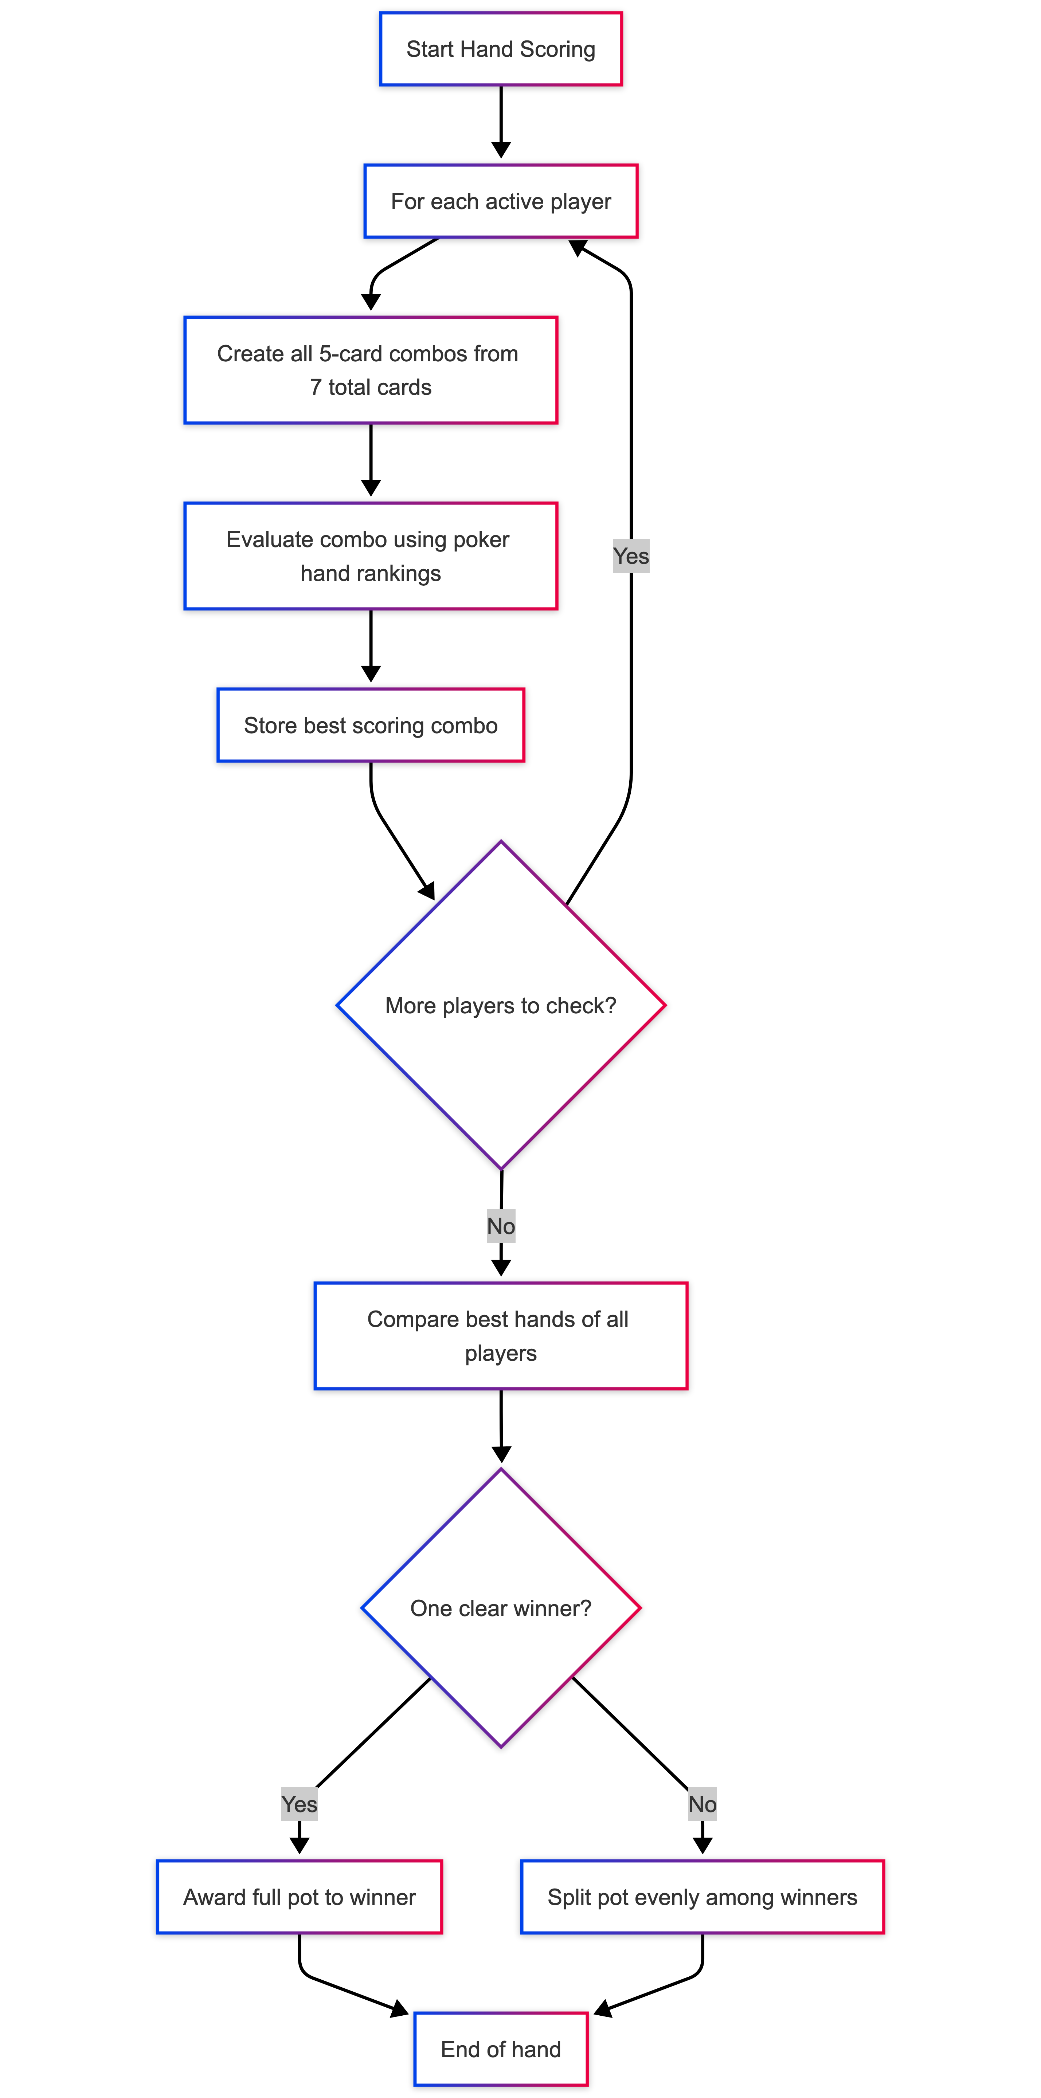 Start Hand Scoring
For each active player
Create all 5-card combos from
7 total cards
Evaluate combo using poker
hand rankings
Yes
Store best scoring combo
More players to check?
No
Compare best hands of all
players
One clear winner?
Yes
No
Award full pot to winner
Split pot evenly among winners
End of hand